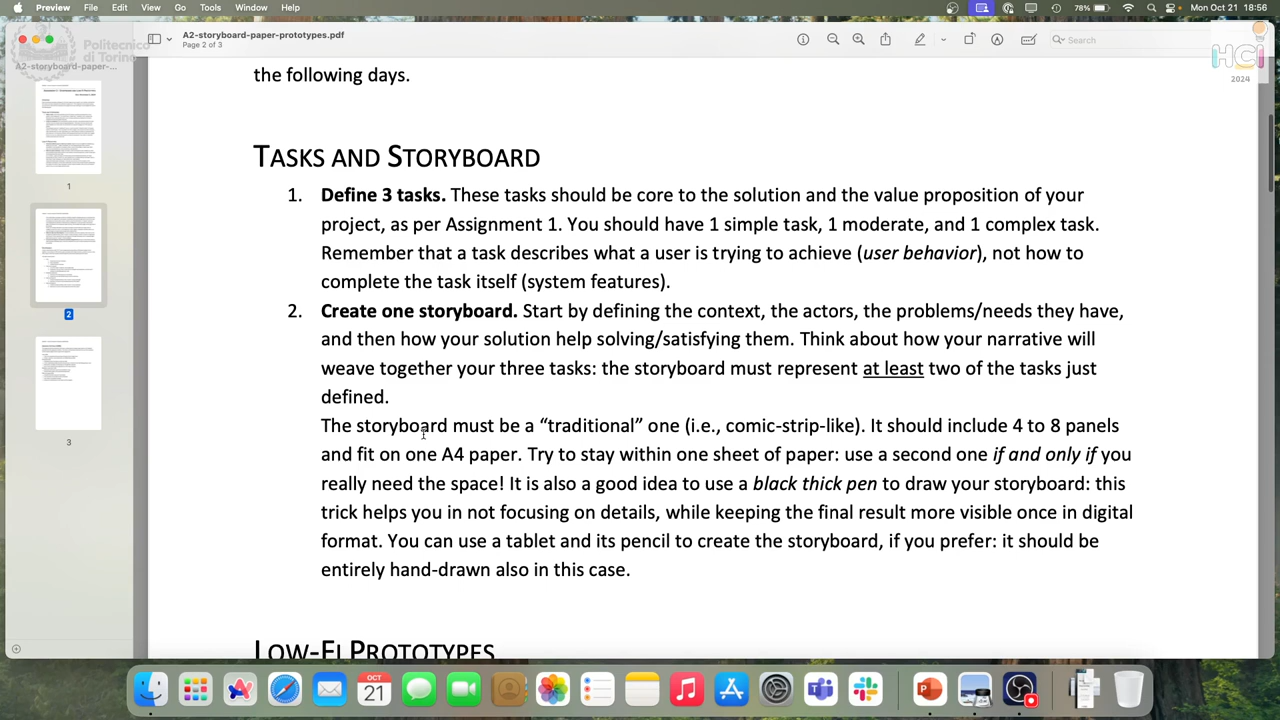 Preview File Edit View Go Tools Window Help 78% Mon 21 Oct 18:56
A2-storyboard-paper-prototypes.pdf
Page 2 of 3
Search
Politecnico
di Torino
A2-storyboard-paper-...
HCI
2024
1
2
3
the following days.
TASKS AND STORYBOARD
1. Define 3 tasks. These tasks should be core to the solution and the value proposition of your
project, as per Assignment 1. You should have 1 simple task, 1 moderate, and 1 complex task.
Remember that a task describes what a user is trying to achieve (user behavior), not how to
complete the task itself (system features).
2. Create one storyboard. Start by defining the context, the actors, the problems/needs they have,
and then how your solution help solving/satisfying them. Think about how your narrative will
weave together your three tasks: the storyboard must represent at least two of the tasks just
defined.
The storyboard must be a “traditional” one (i.e., comic-strip-like). It should include 4 to 8 panels
and fit on one A4 paper. Try to stay within one sheet of paper: use a second one if and only if you
really need the space! It is also a good idea to use a black thick pen to draw your storyboard: this
trick helps you in not focusing on details, while keeping the final result more visible once in digital
format. You can use a tablet and its pencil to create the storyboard, if you prefer: it should be
entirely hand-drawn also in this case.
LOW-FI PROTOTYPES
OCT
21